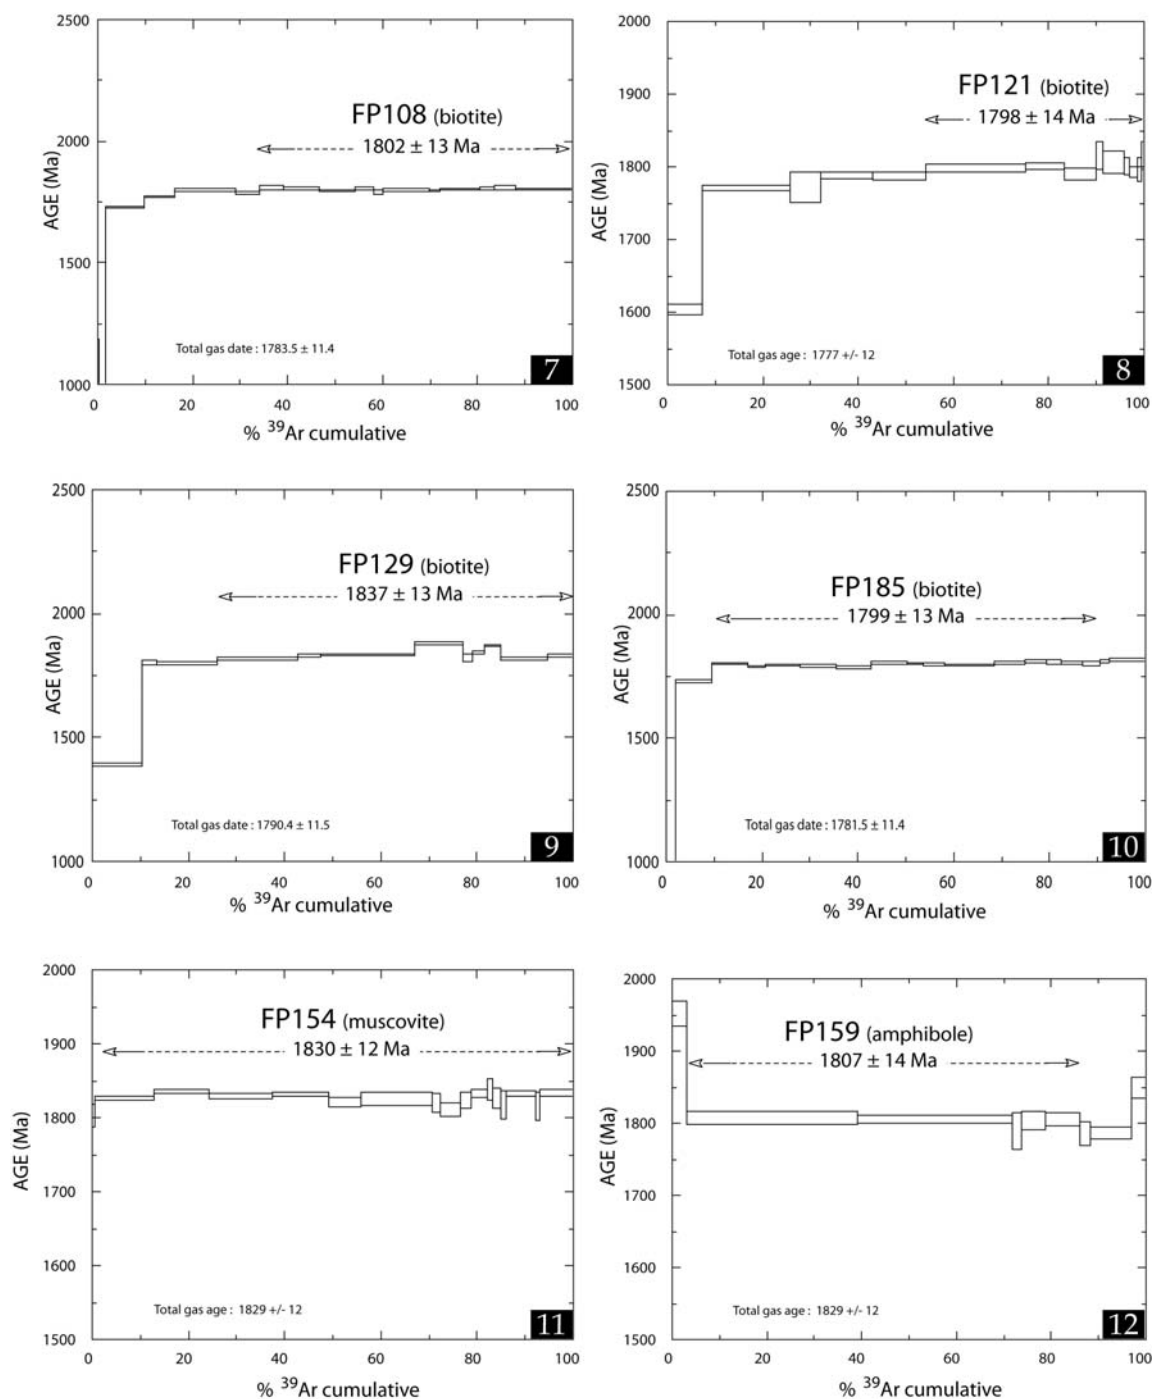 2500
2000
1500
1000
AGE (Ma)
FP108 (biotite)
1802 ± 13 Ma
Total gas date : 1783.5 ± 11.4
7
0 20 40 60 80 100
% ³⁹Ar cumulative
2000
1900
1800
1700
1600
1500
AGE (Ma)
FP121 (biotite)
1798 ± 14 Ma
Total gas age : 1777 +/- 12
8
0 20 40 60 80 100
% ³⁹Ar cumulative
2500
2000
1500
1000
AGE (Ma)
FP129 (biotite)
1837 ± 13 Ma
Total gas date : 1790.4 ± 11.5
9
0 20 40 60 80 100
% ³⁹Ar cumulative
2500
2000
1500
1000
AGE (Ma)
FP185 (biotite)
1799 ± 13 Ma
Total gas date : 1781.5 ± 11.4
10
0 20 40 60 80 100
% ³⁹Ar cumulative
2000
1900
1800
1700
1600
1500
AGE (Ma)
FP154 (muscovite)
1830 ± 12 Ma
Total gas age : 1829 +/- 12
11
0 20 40 60 80 100
% ³⁹Ar cumulative
2000
1900
1800
1700
1600
1500
AGE (Ma)
FP159 (amphibole)
1807 ± 14 Ma
Total gas age : 1829 +/- 12
12
0 20 40 60 80 100
% ³⁹Ar cumulative